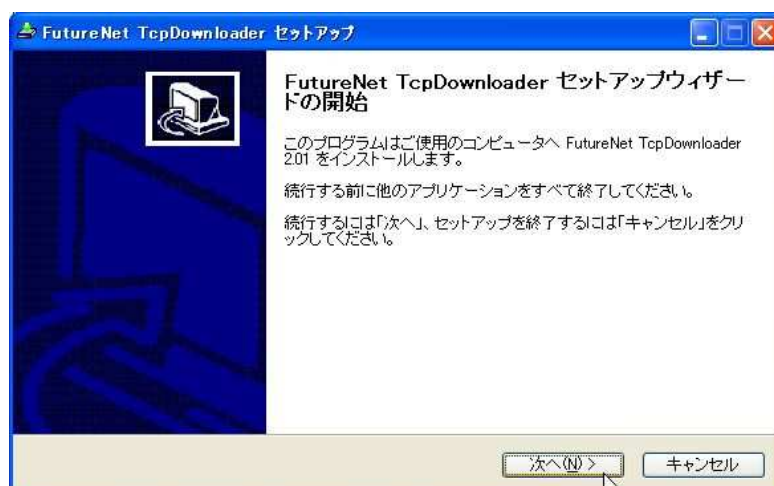 FutureNet TcpDownloader セットアップ
FutureNet TcpDownloader セットアップウィザー
ドの開始
このプログラムはご使用のコンピュータへ FutureNet TcpDownloader
2.01 をインストールします。
続行する前に他のアプリケーションをすべて終了してください。
続行するには「次へ」、セットアップを終了するには「キャンセル」をクリ
ックしてください。
次へ(N) >
キャンセル